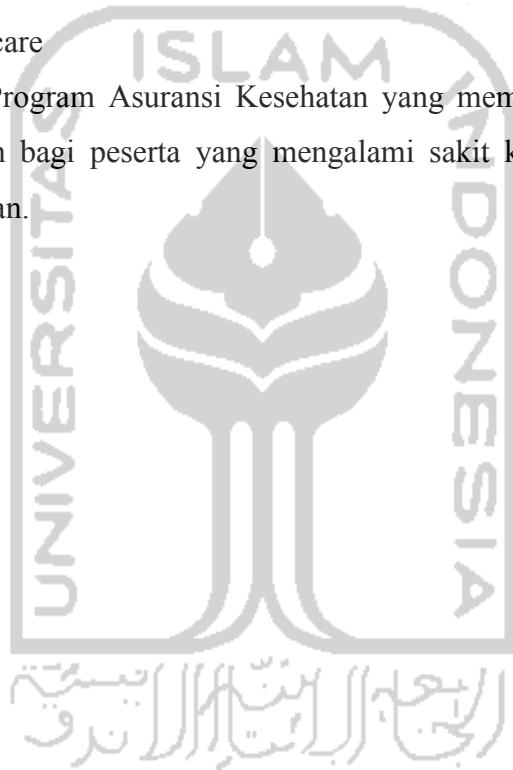 care
Program Asuransi Kesehatan yang mem
bagi peserta yang mengalami sakit
an.
ISLAM
UNIVERSITAS
INDONESIA